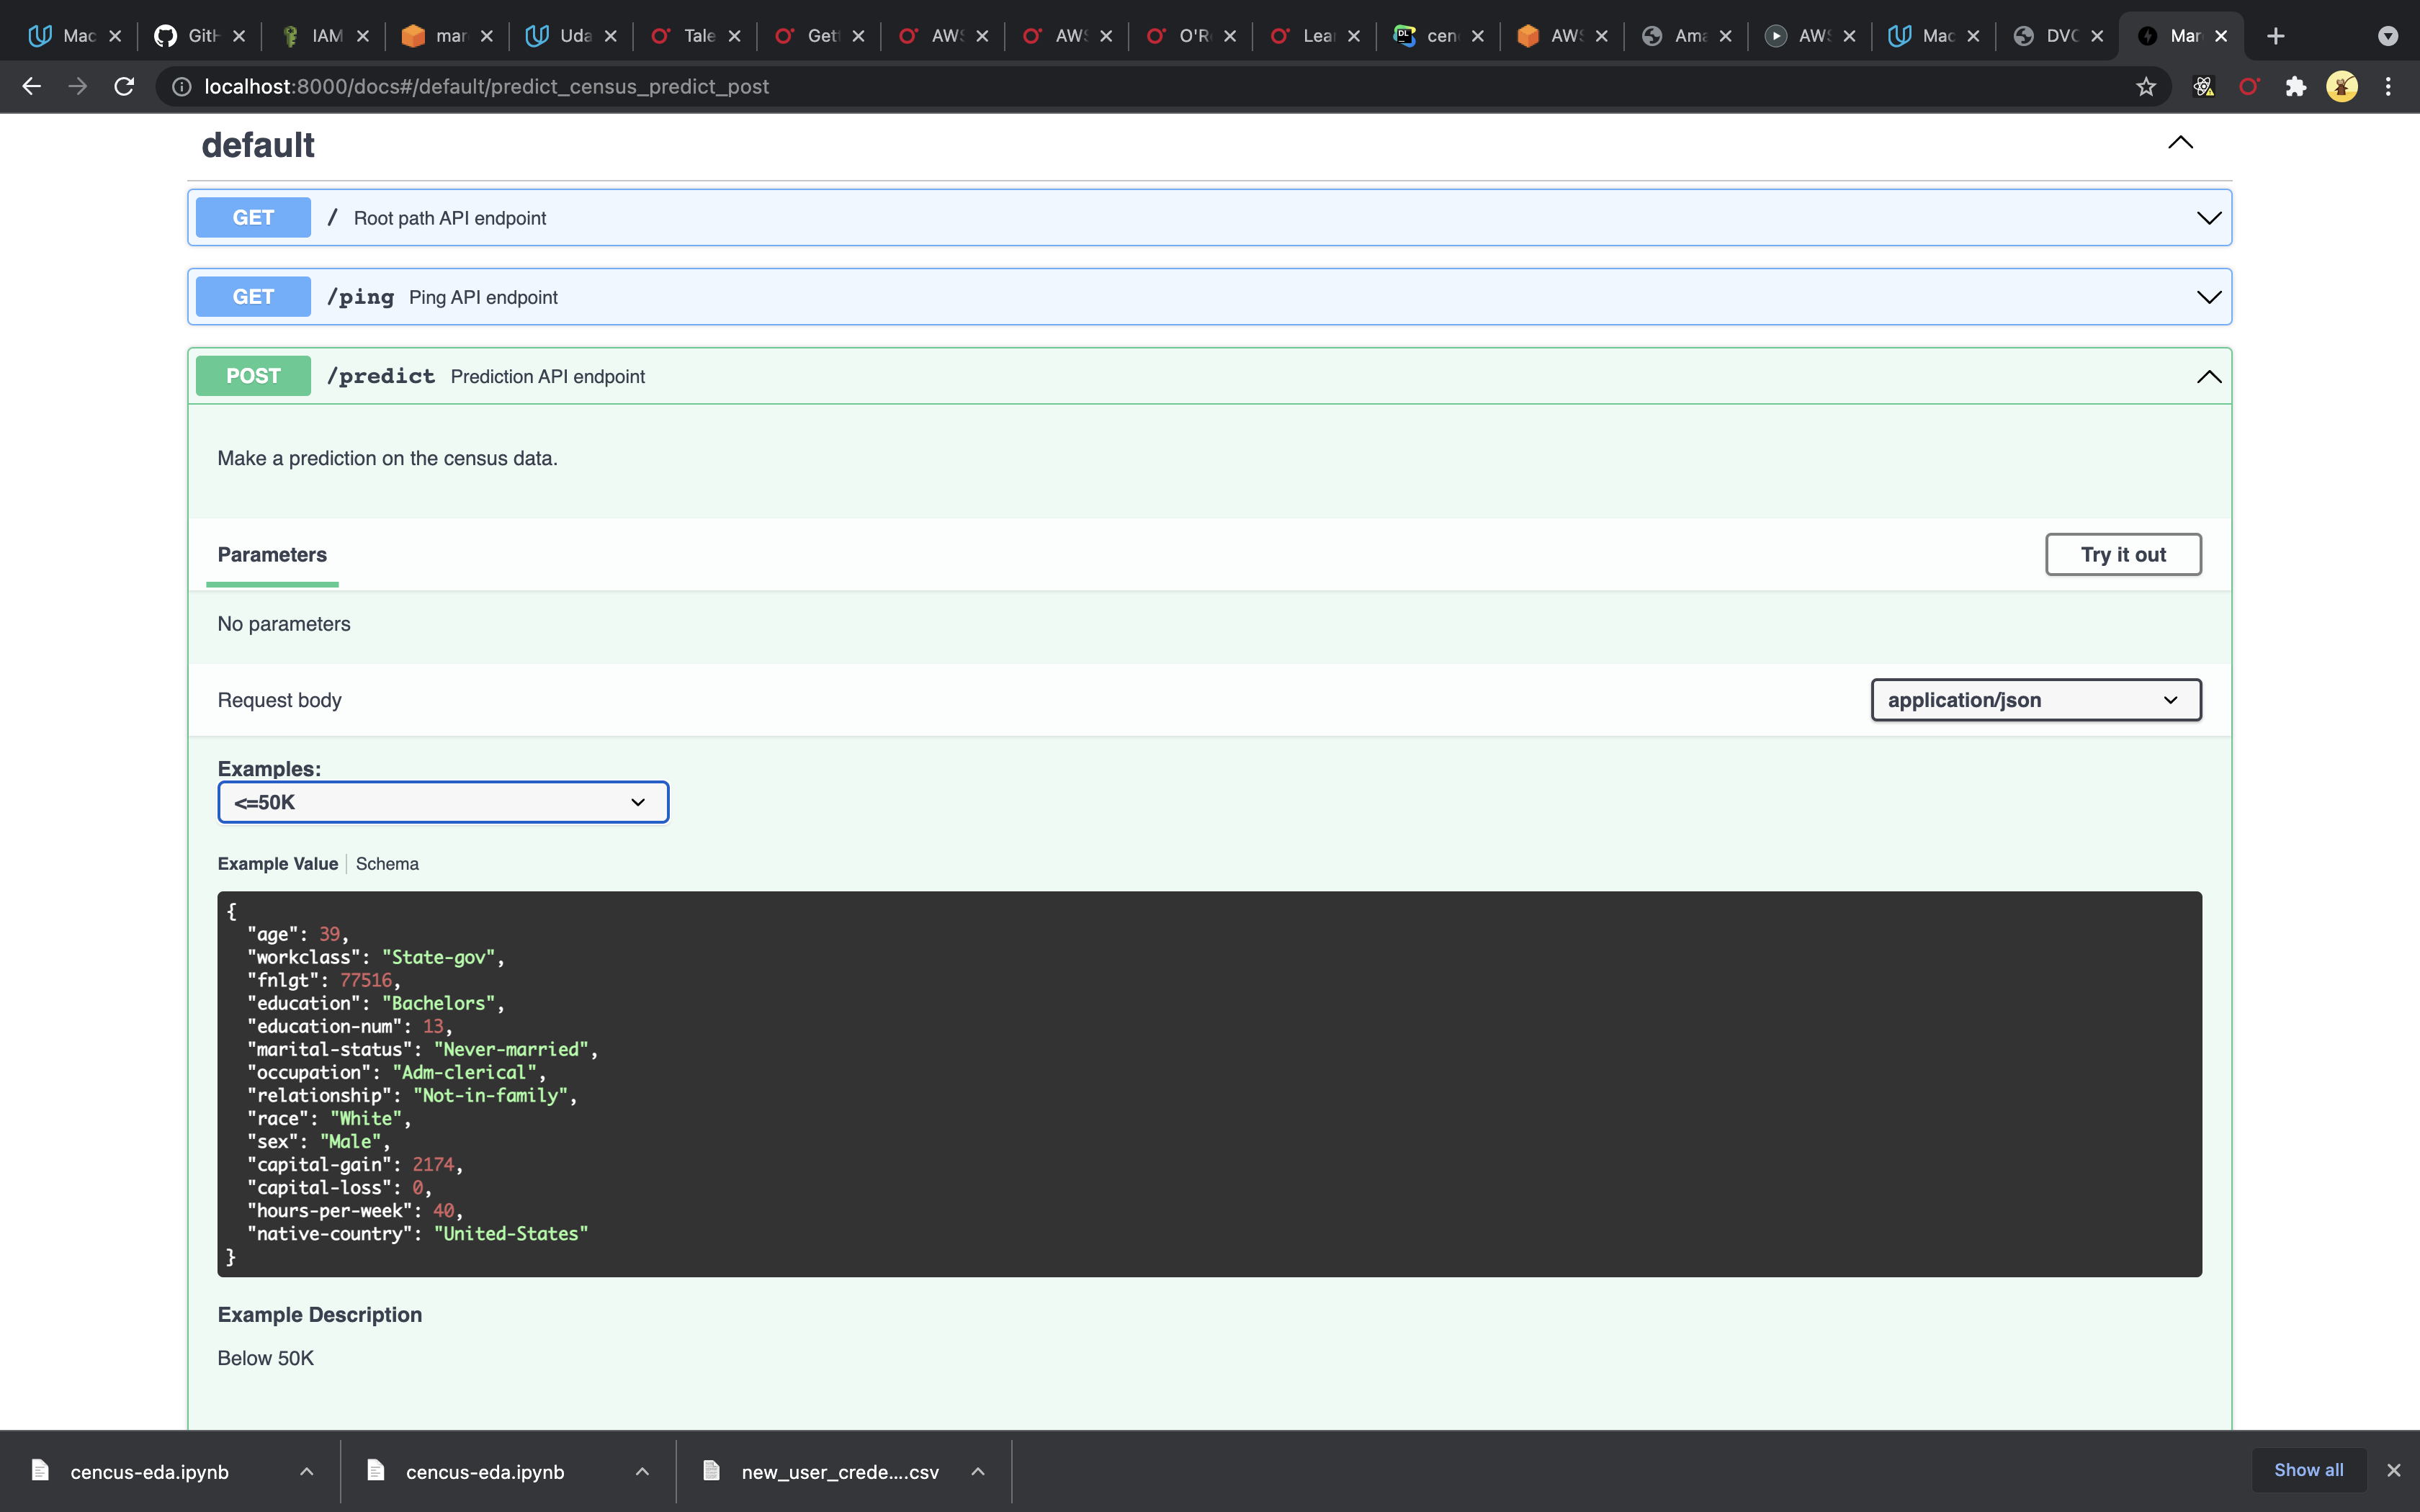 Mac GitH IAM mar Uda Tale Get AWS AWS O'R Lear cen AWS Ama AWS Mac DVC Mar
localhost:8000/docs#/default/predict_census_predict_post
default
GET / Root path API endpoint
GET /ping Ping API endpoint
POST /predict Prediction API endpoint
Make a prediction on the census data.
Parameters
Try it out
No parameters
Request body
application/json
Examples:
<=50K
Example Value Schema
{
"age": 39,
"workclass": "State-gov",
"fnlgt": 77516,
"education": "Bachelors",
"education-num": 13,
"marital-status": "Never-married",
"occupation": "Adm-clerical",
"relationship": "Not-in-family",
"race": "White",
"sex": "Male",
"capital-gain": 2174,
"capital-loss": 0,
"hours-per-week": 40,
"native-country": "United-States"
}
Example Description
Below 50K
cencus-eda.ipynb cencus-eda.ipynb new_user_crede....csv Show all